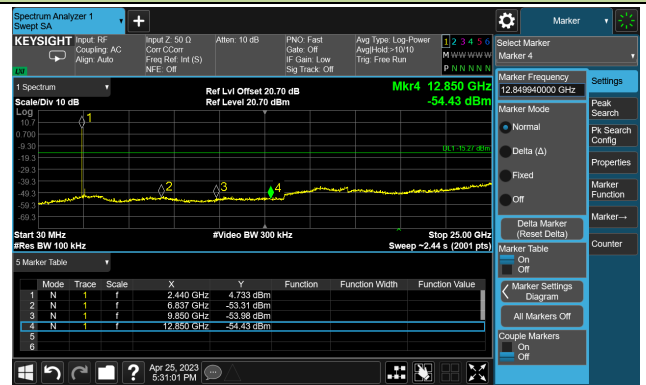 Spectrum Analyzer 1
Swept SA
Marker
KEYSIGHT
Input: RF
Coupling: AC
Align: Auto
Input Z: 50 Ω
Corr CCorr
Freq Ref: Int (S)
NFE: Off
Atten: 10 dB
PNO: Fast
Gate: Off
IF Gain: Low
Sig Track: Off
Avg Type: Log-Power
Avg|Hold:>10/10
Trig: Free Run
1 2 3 4 5 6
M W W W W W
P N N N N N
1 Spectrum
Scale/Div 10 dB
Ref Lvl Offset 20.70 dB
Ref Level 20.70 dBm
Mkr4 12.850 GHz
-54.43 dBm
Log
10.7
0.700
-9.30
-19.3
-29.3
-39.3
-49.3
-59.3
-69.3
1
2
3
4
DL1 -15.27 dBm
Start 30 MHz
#Res BW 100 kHz
#Video BW 300 kHz
Stop 25.00 GHz
Sweep ~2.44 s (2001 pts)
5 Marker Table
Mode Trace Scale X Y Function Function Width Function Value
1 N 1 f 2.440 GHz 4.733 dBm
2 N 1 f 6.837 GHz -53.31 dBm
3 N 1 f 9.850 GHz -53.98 dBm
4 N 1 f 12.850 GHz -54.43 dBm
5
6
Apr 25, 2023
5:31:01 PM
Select Marker
Marker 4
Marker Frequency
12.849940000 GHz
Marker Mode
Normal
Delta (Δ)
Fixed
Off
Delta Marker
(Reset Delta)
Marker Table
On
Off
Marker Settings
Diagram
All Markers Off
Couple Markers
On
Off
Settings
Peak
Search
Pk Search
Config
Properties
Marker
Function
Marker→
Counter